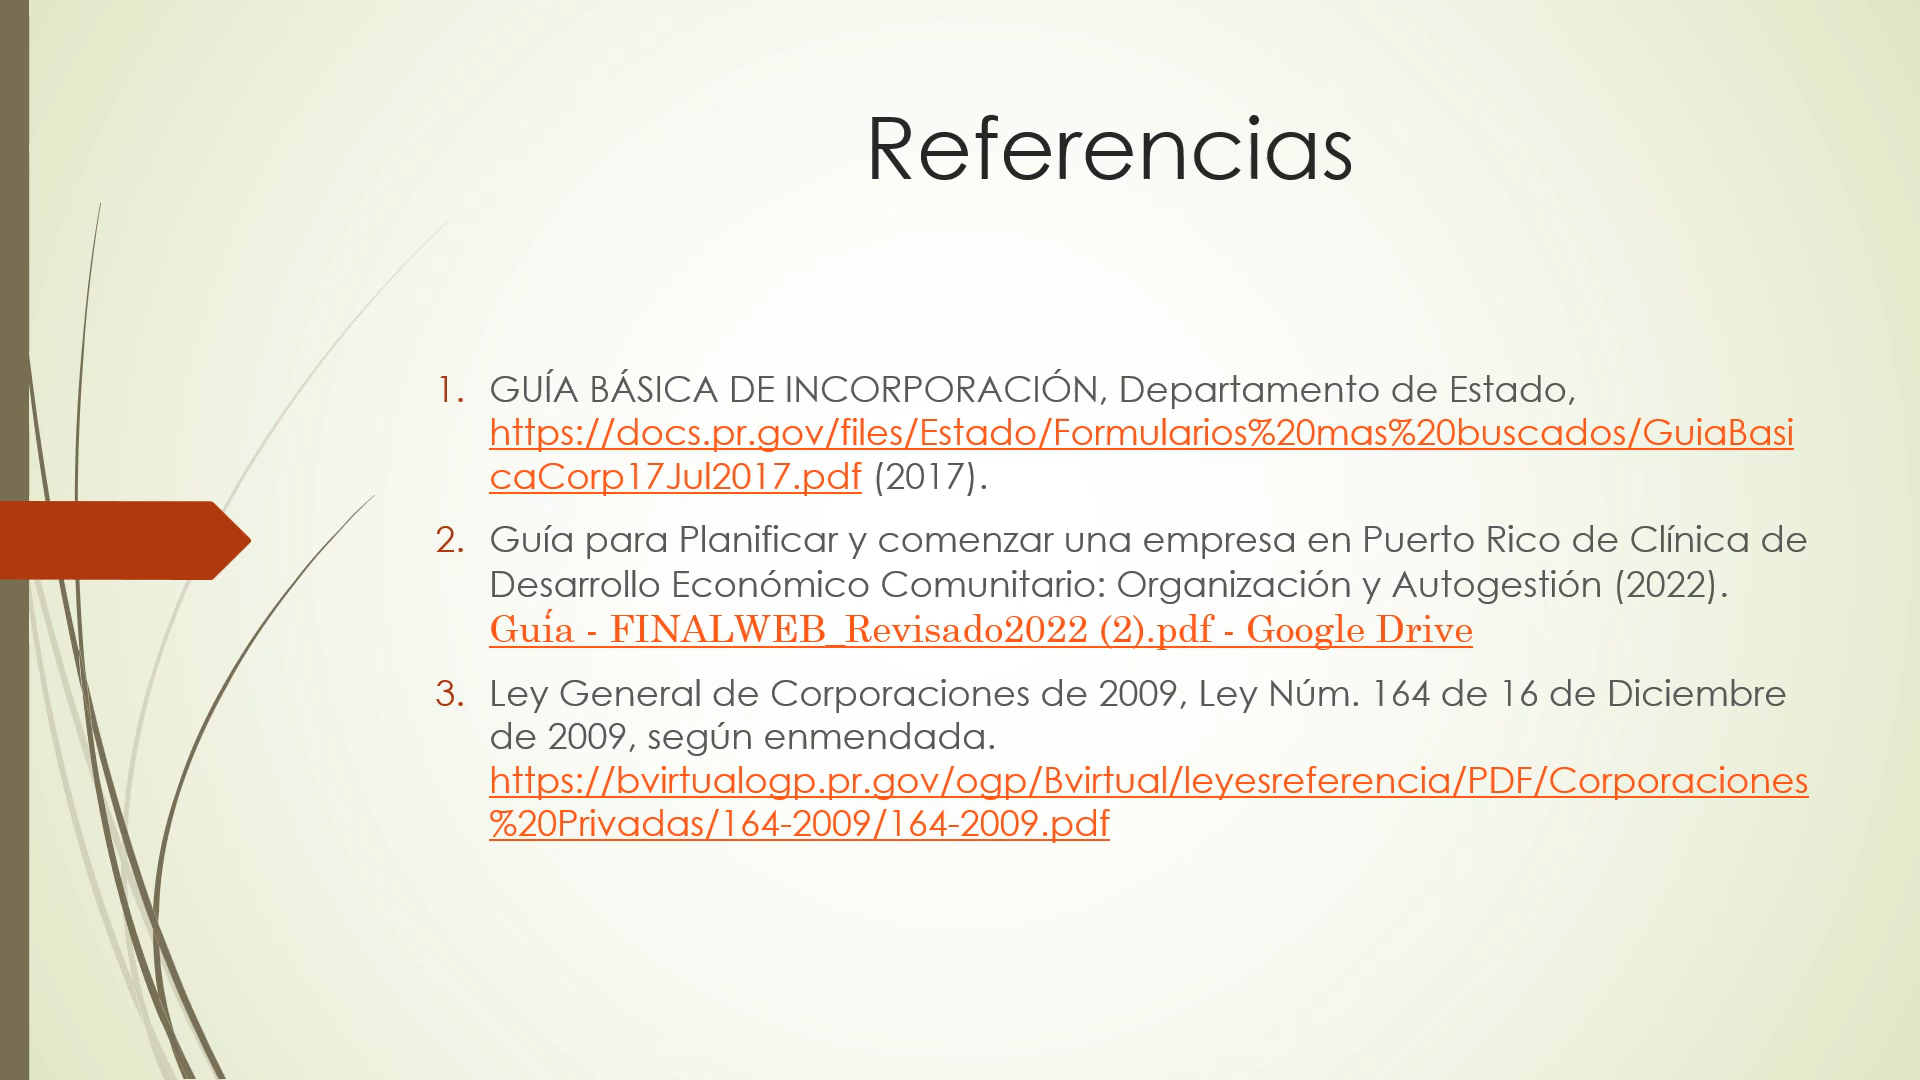 Referencias
1. GUÍA BÁSICA DE INCORPORACIÓN, Departamento de Estado,
https://docs.pr.gov/files/Estado/Formularios%20mas%20buscados/GuiaBasi
caCorp17Jul2017.pdf (2017).
2. Guía para Planificar y comenzar una empresa en Puerto Rico de Clínica de
Desarrollo Económico Comunitario: Organización y Autogestión (2022).
Guía - FINALWEB_Revisado2022 (2).pdf - Google Drive
3. Ley General de Corporaciones de 2009, Ley Núm. 164 de 16 de Diciembre
de 2009, según enmendada.
https://bvirtualogp.pr.gov/ogp/Bvirtual/leyesreferencia/PDF/Corporaciones
%20Privadas/164-2009/164-2009.pdf